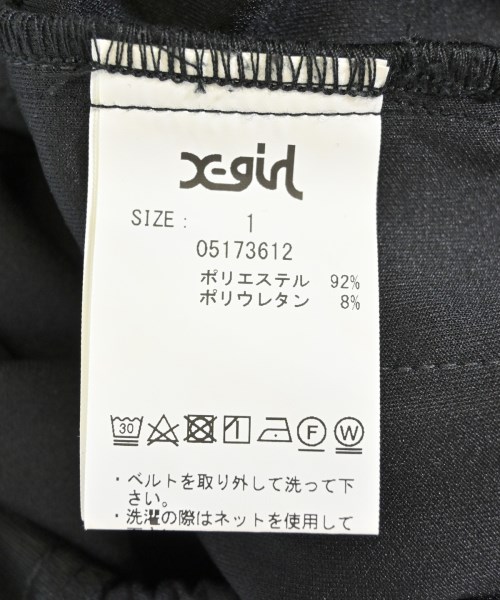 X-girl
SIZE : 1
05173612
ポリエステル 92%
ポリウレタン 8%
30 F W
・ベルトを取り外して洗って下
さい。
・洗濯の際はネットを使用して